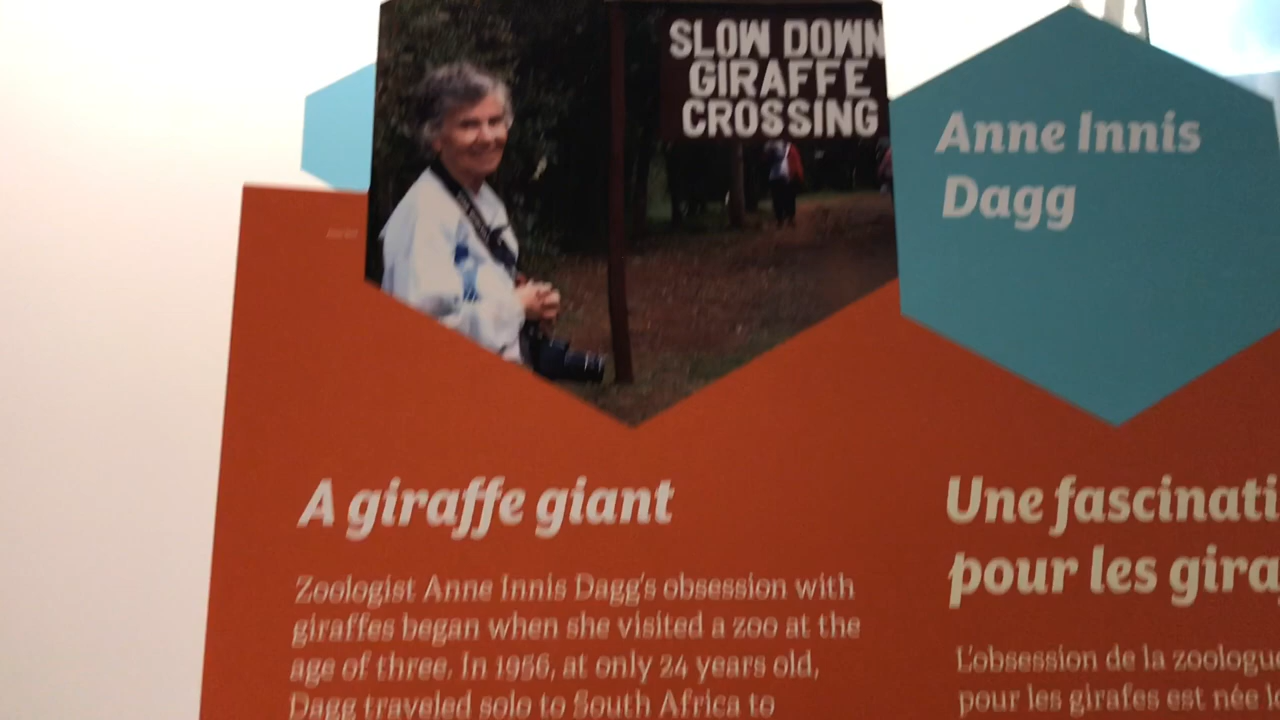 SLOW DOWN
GIRAFFE
CROSSING
Anne Innis
Dagg
A giraffe giant
Zoologist Anne Innis Dagg's obsession with
giraffes began when she visited a zoo at the
age of three. In 1956, at only 24 years old,
Dagg traveled solo to South Africa to
Une fascinati
pour les gira
L'obsession de la zoologue
pour les girafes est née